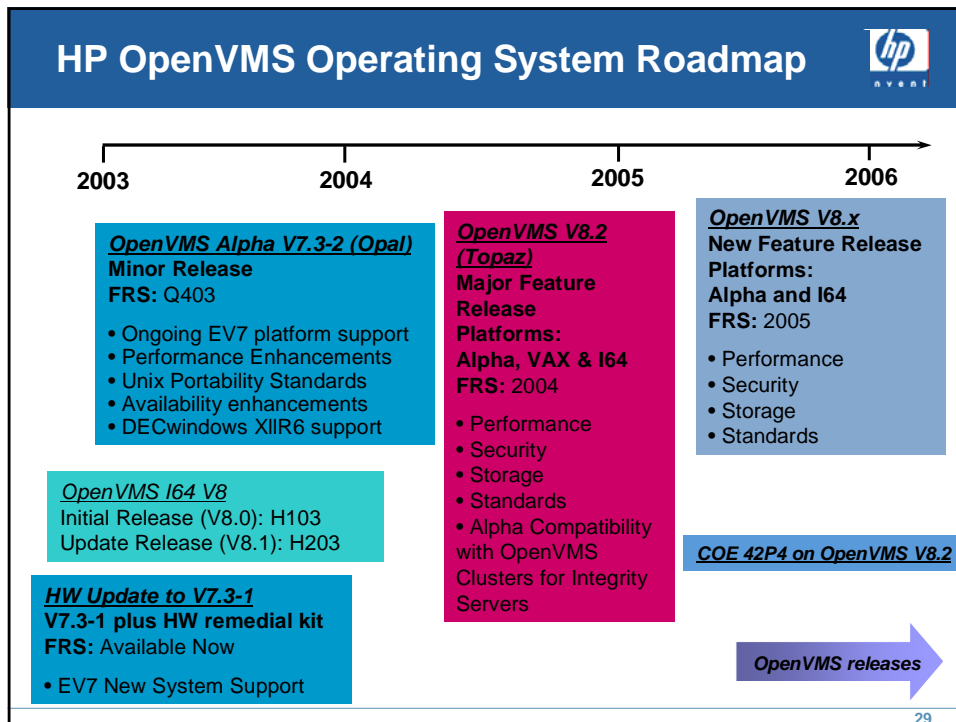 HP OpenVMS Operating System Roadmap
hp
invent
2003
2004
2005
2006
OpenVMS Alpha V7.3-2 (Opal)
Minor Release
FRS: Q403
• Ongoing EV7 platform support
• Performance Enhancements
• Unix Portability Standards
• Availability enhancements
• DECwindows XIIR6 support
OpenVMS I64 V8
Initial Release (V8.0): H103
Update Release (V8.1): H203
HW Update to V7.3-1
V7.3-1 plus HW remedial kit
FRS: Available Now
• EV7 New System Support
OpenVMS V8.2
(Topaz)
Major Feature
Release
Platforms:
Alpha, VAX & I64
FRS: 2004
• Performance
• Security
• Storage
• Standards
• Alpha Compatibility
with OpenVMS
Clusters for Integrity
Servers
OpenVMS V8.x
New Feature Release
Platforms:
Alpha and I64
FRS: 2005
• Performance
• Security
• Storage
• Standards
COE 42P4 on OpenVMS V8.2
OpenVMS releases
29